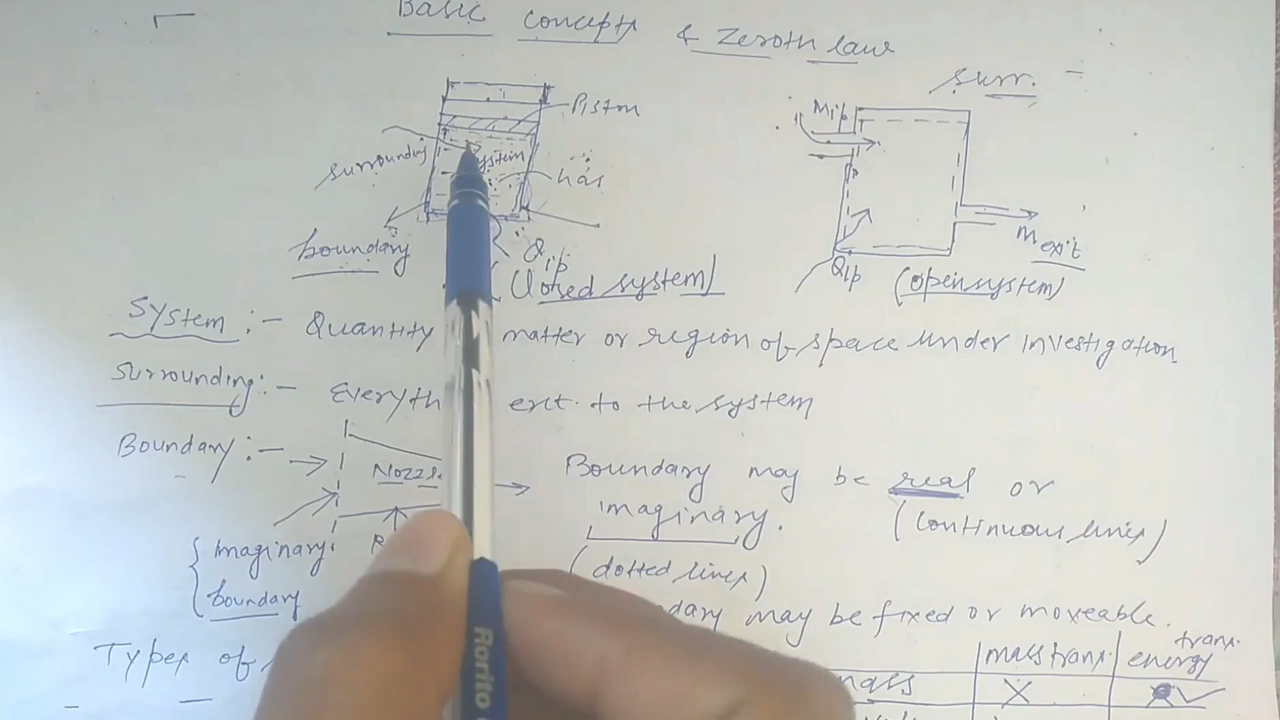 Basic concepts & Zeroth law
surr.
Piston
M i/p
surrounding
system
Gas
boundary
Q i/p
M exit
Q i/p
(Closed system)
(open system)
System :- Quantity matter or region of space under investigation
Surrounding :- Everyth ext. to the system
Boundary :-
Nozzle
Boundary may be real or
imaginary.
(continuous lines)
Imaginary
boundary
(dotted lines)
may be fixed or moveable.
Types of
mass
mass trans.
energy trans.